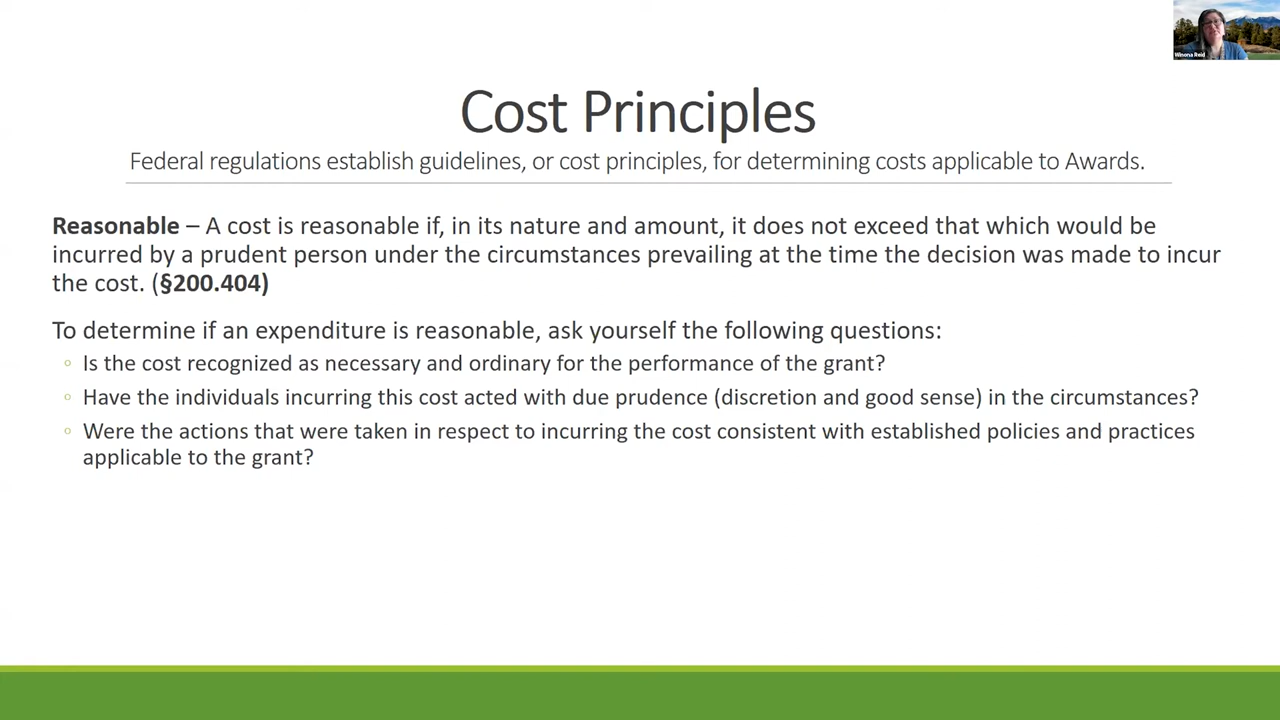 Winona Reid
Cost Principles
Federal regulations establish guidelines, or cost principles, for determining costs applicable to Awards.
Reasonable – A cost is reasonable if, in its nature and amount, it does not exceed that which would be
incurred by a prudent person under the circumstances prevailing at the time the decision was made to incur
the cost. (§200.404)
To determine if an expenditure is reasonable, ask yourself the following questions:
◦ Is the cost recognized as necessary and ordinary for the performance of the grant?
◦ Have the individuals incurring this cost acted with due prudence (discretion and good sense) in the circumstances?
◦ Were the actions that were taken in respect to incurring the cost consistent with established policies and practices
applicable to the grant?